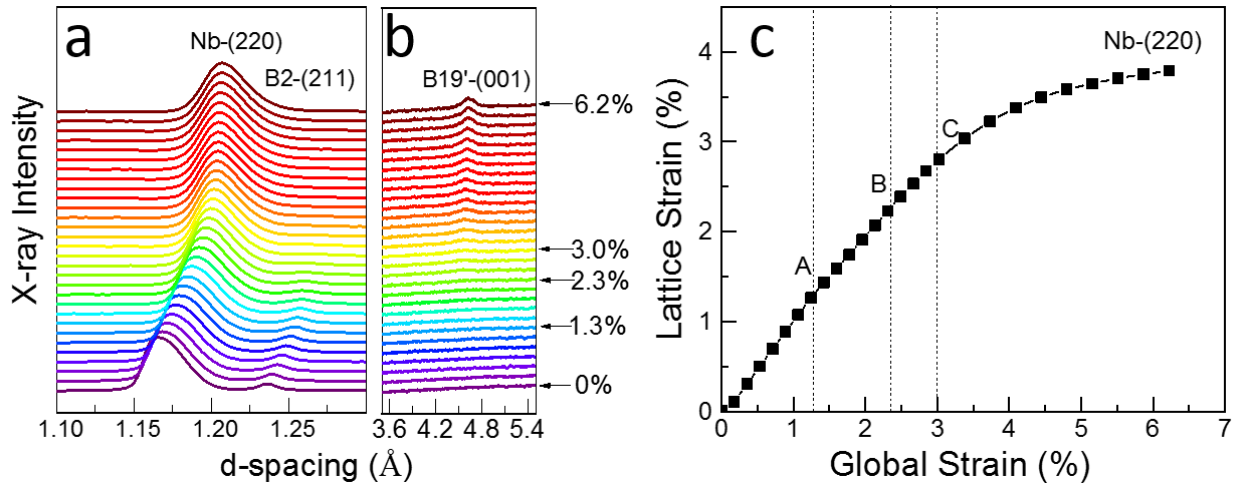 a
Nb-(220)
B2-(211)
X-ray Intensity
1.10 1.15 1.20 1.25
b
B19'-(001)
6.2%
3.0%
2.3%
1.3%
0%
3.6 4.2 4.8 5.4
d-spacing (Å)
c
Nb-(220)
A
B
C
Lattice Strain (%)
4
3
2
1
0
0 1 2 3 4 5 6 7
Global Strain (%)